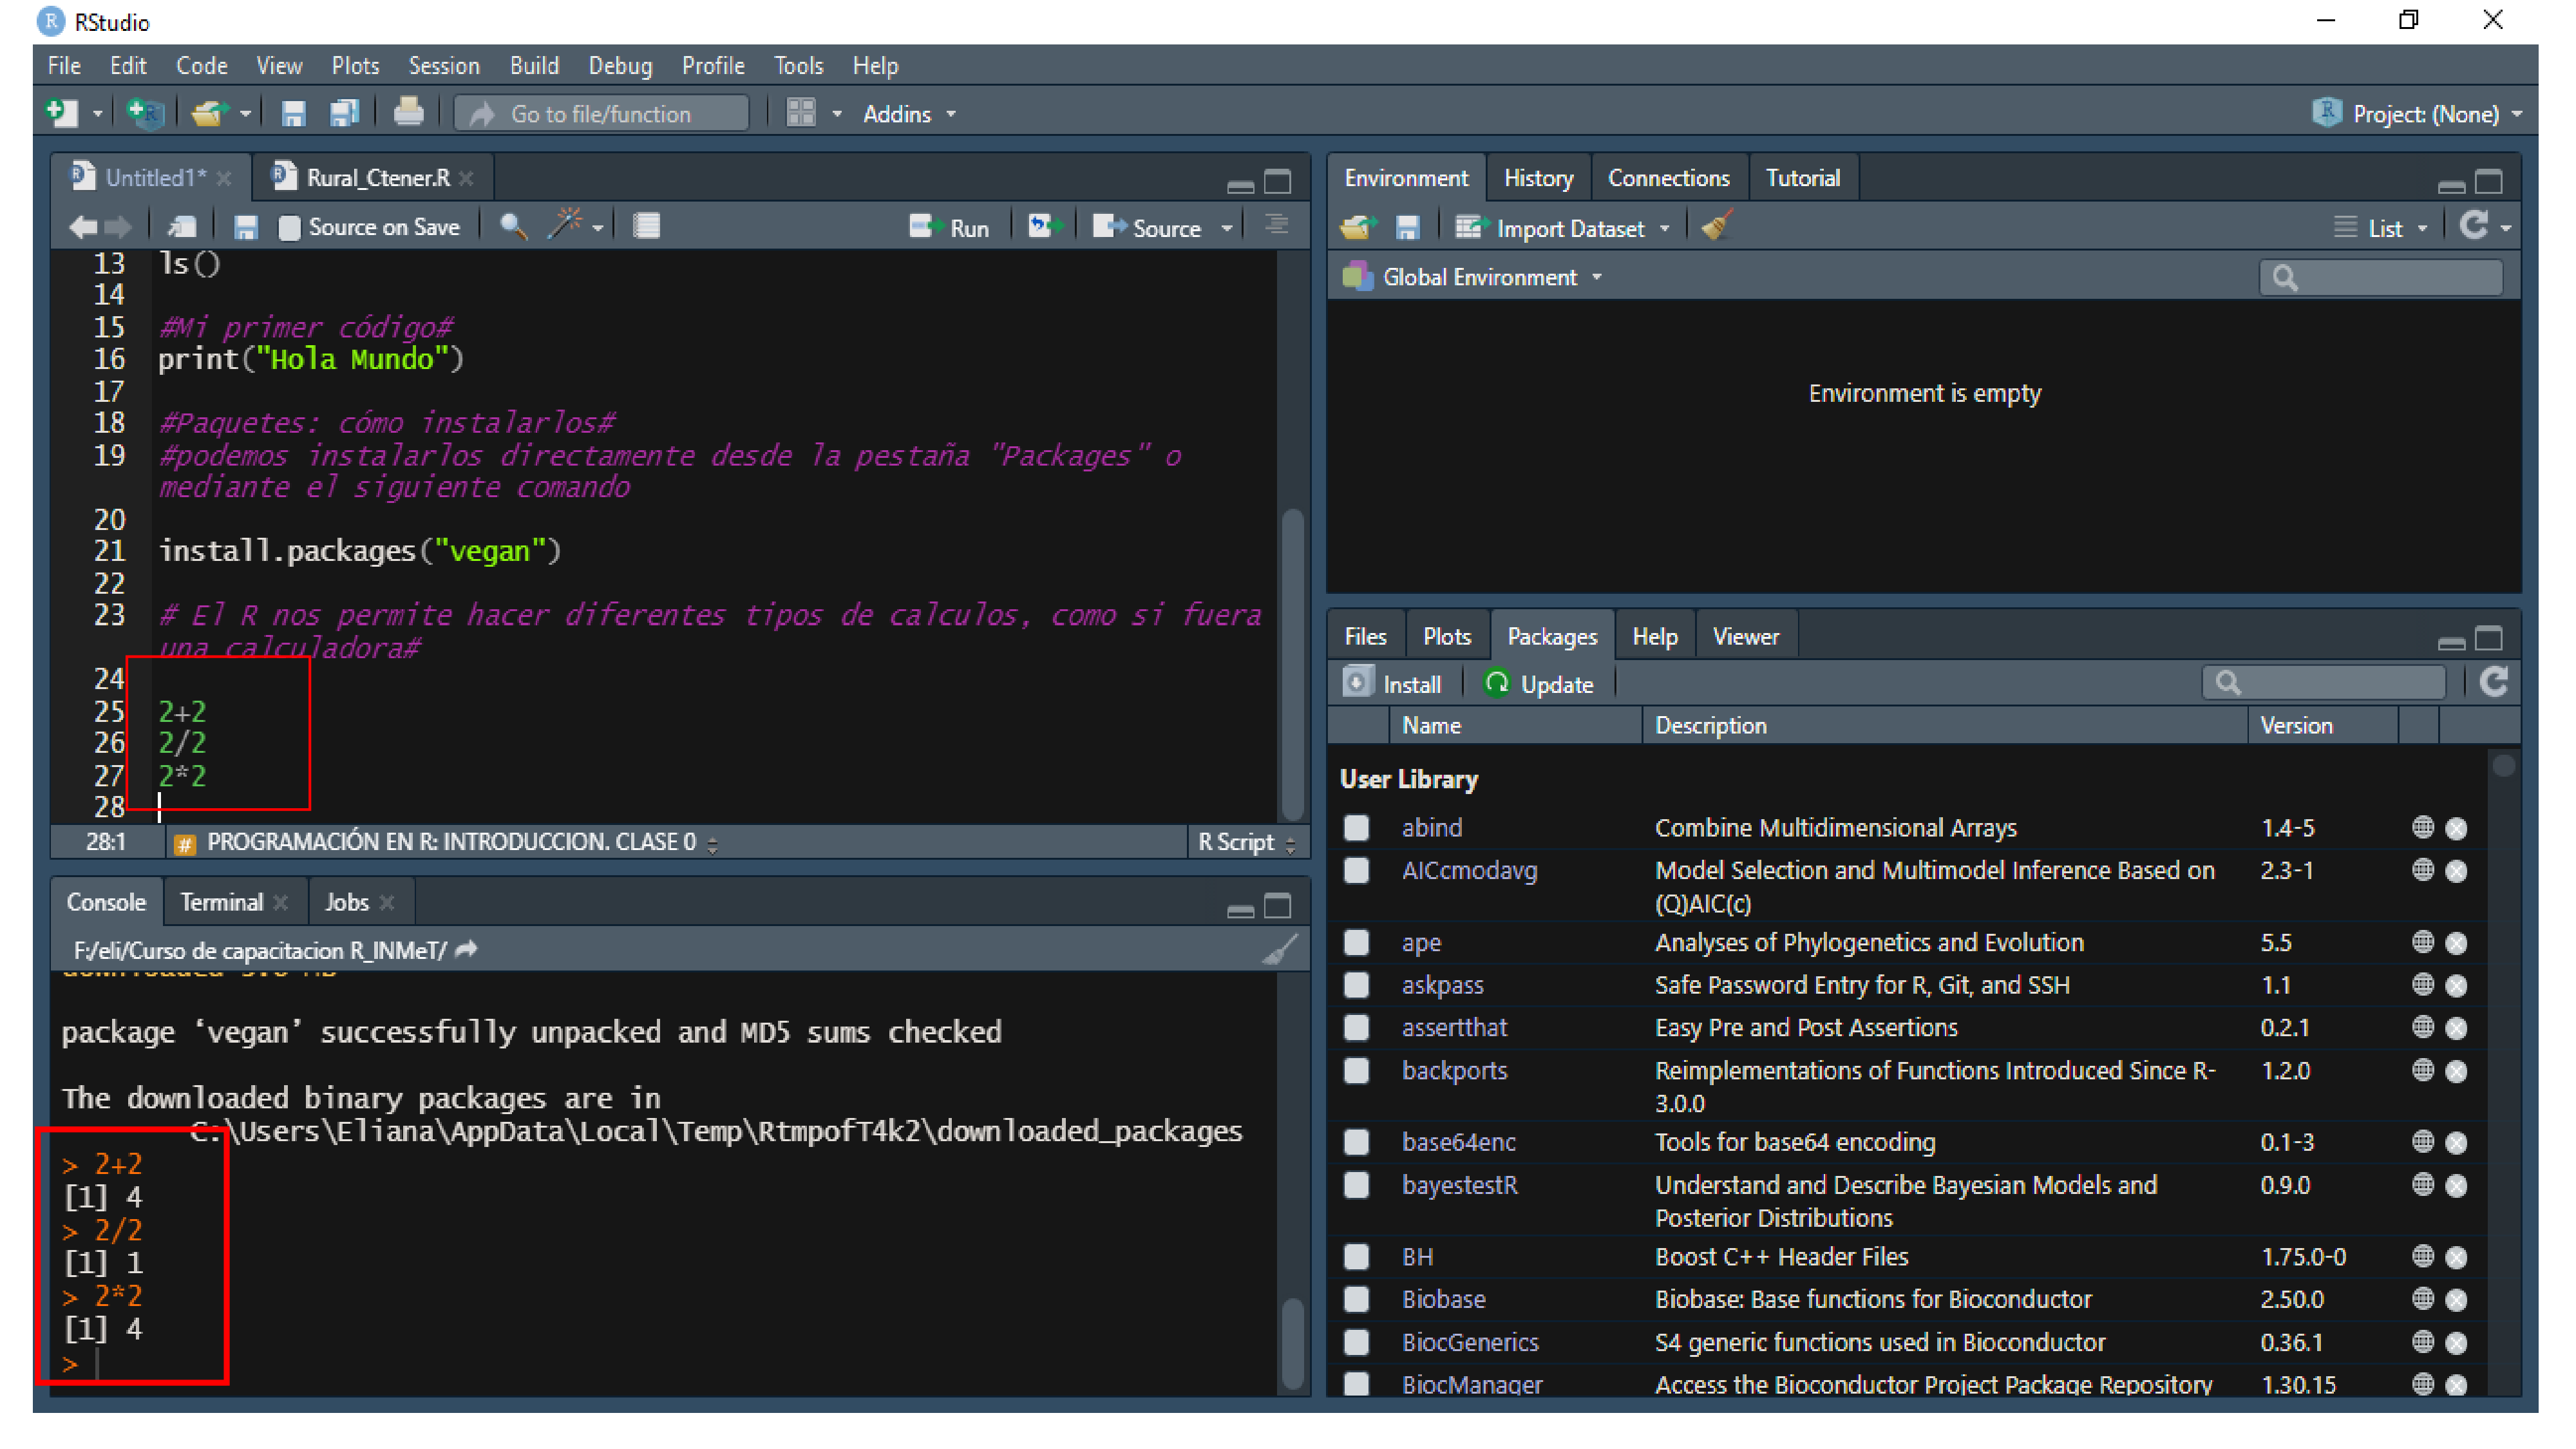 RStudio
File Edit Code View Plots Session Build Debug Profile Tools Help
Go to file/function Addins Project: (None)
Untitled1* Rural_Ctener.R
Source on Save Run Source
13 ls()
14
15 #Mi primer código#
16 print("Hola Mundo")
17
18 #Paquetes: cómo instalarlos#
19 #podemos instalarlos directamente desde la pestaña "Packages" o
mediante el siguiente comando
20
21 install.packages("vegan")
22
23 # El R nos permite hacer diferentes tipos de calculos, como si fuera
una calculadora#
24
25 2+2
26 2/2
27 2*2
28
28:1 # PROGRAMACIÓN EN R: INTRODUCCION. CLASE 0 R Script
Console Terminal Jobs
F:/eli/Curso de capacitacion R_INMeT/
package ‘vegan’ successfully unpacked and MD5 sums checked
The downloaded binary packages are in
C:\Users\Eliana\AppData\Local\Temp\RtmpofT4k2\downloaded_packages
> 2+2
[1] 4
> 2/2
[1] 1
> 2*2
[1] 4
>
Environment History Connections Tutorial
Import Dataset List
Global Environment
Environment is empty
Files Plots Packages Help Viewer
Install Update
Name Description Version
User Library
abind Combine Multidimensional Arrays 1.4-5
AICcmodavg Model Selection and Multimodel Inference Based on 2.3-1
(Q)AIC(c)
ape Analyses of Phylogenetics and Evolution 5.5
askpass Safe Password Entry for R, Git, and SSH 1.1
assertthat Easy Pre and Post Assertions 0.2.1
backports Reimplementations of Functions Introduced Since R- 1.2.0
3.0.0
base64enc Tools for base64 encoding 0.1-3
bayestestR Understand and Describe Bayesian Models and 0.9.0
Posterior Distributions
BH Boost C++ Header Files 1.75.0-0
Biobase Biobase: Base functions for Bioconductor 2.50.0
BiocGenerics S4 generic functions used in Bioconductor 0.36.1
BiocManager Access the Bioconductor Project Package Repository 1.30.15